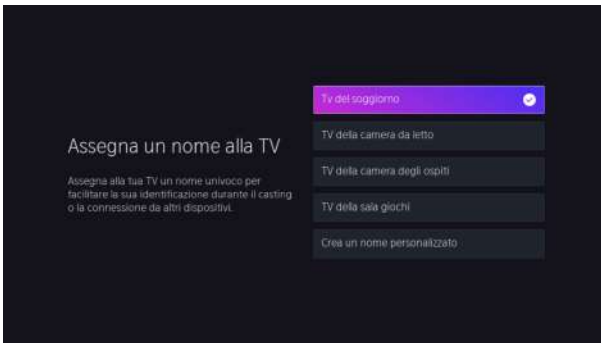 Assegna un nome alla TV
Assegna alla tua TV un nome univoco per
facilitare la sua identificazione durante il casting
o la connessione da altri dispositivi.
Tv del soggiorno
TV della camera da letto
TV della camera degli ospiti
TV della sala giochi
Crea un nome personalizzato